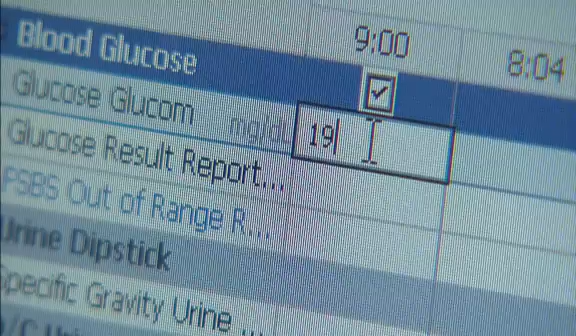 9:00 8:04
Blood Glucose
Glucose Glucom mg/dL 19
Glucose Result Report...
FSBS Out of Range R...
Urine Dipstick
Specific Gravity Urine ...